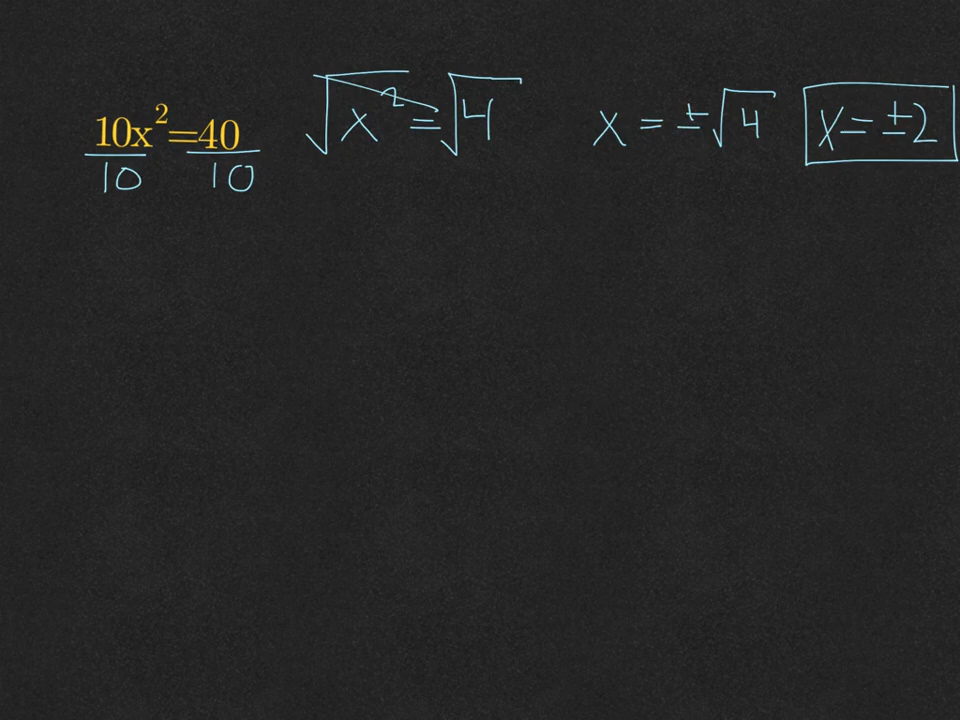 10x²=40 √x² = √4 x = ±√4 x = ±2
10 10